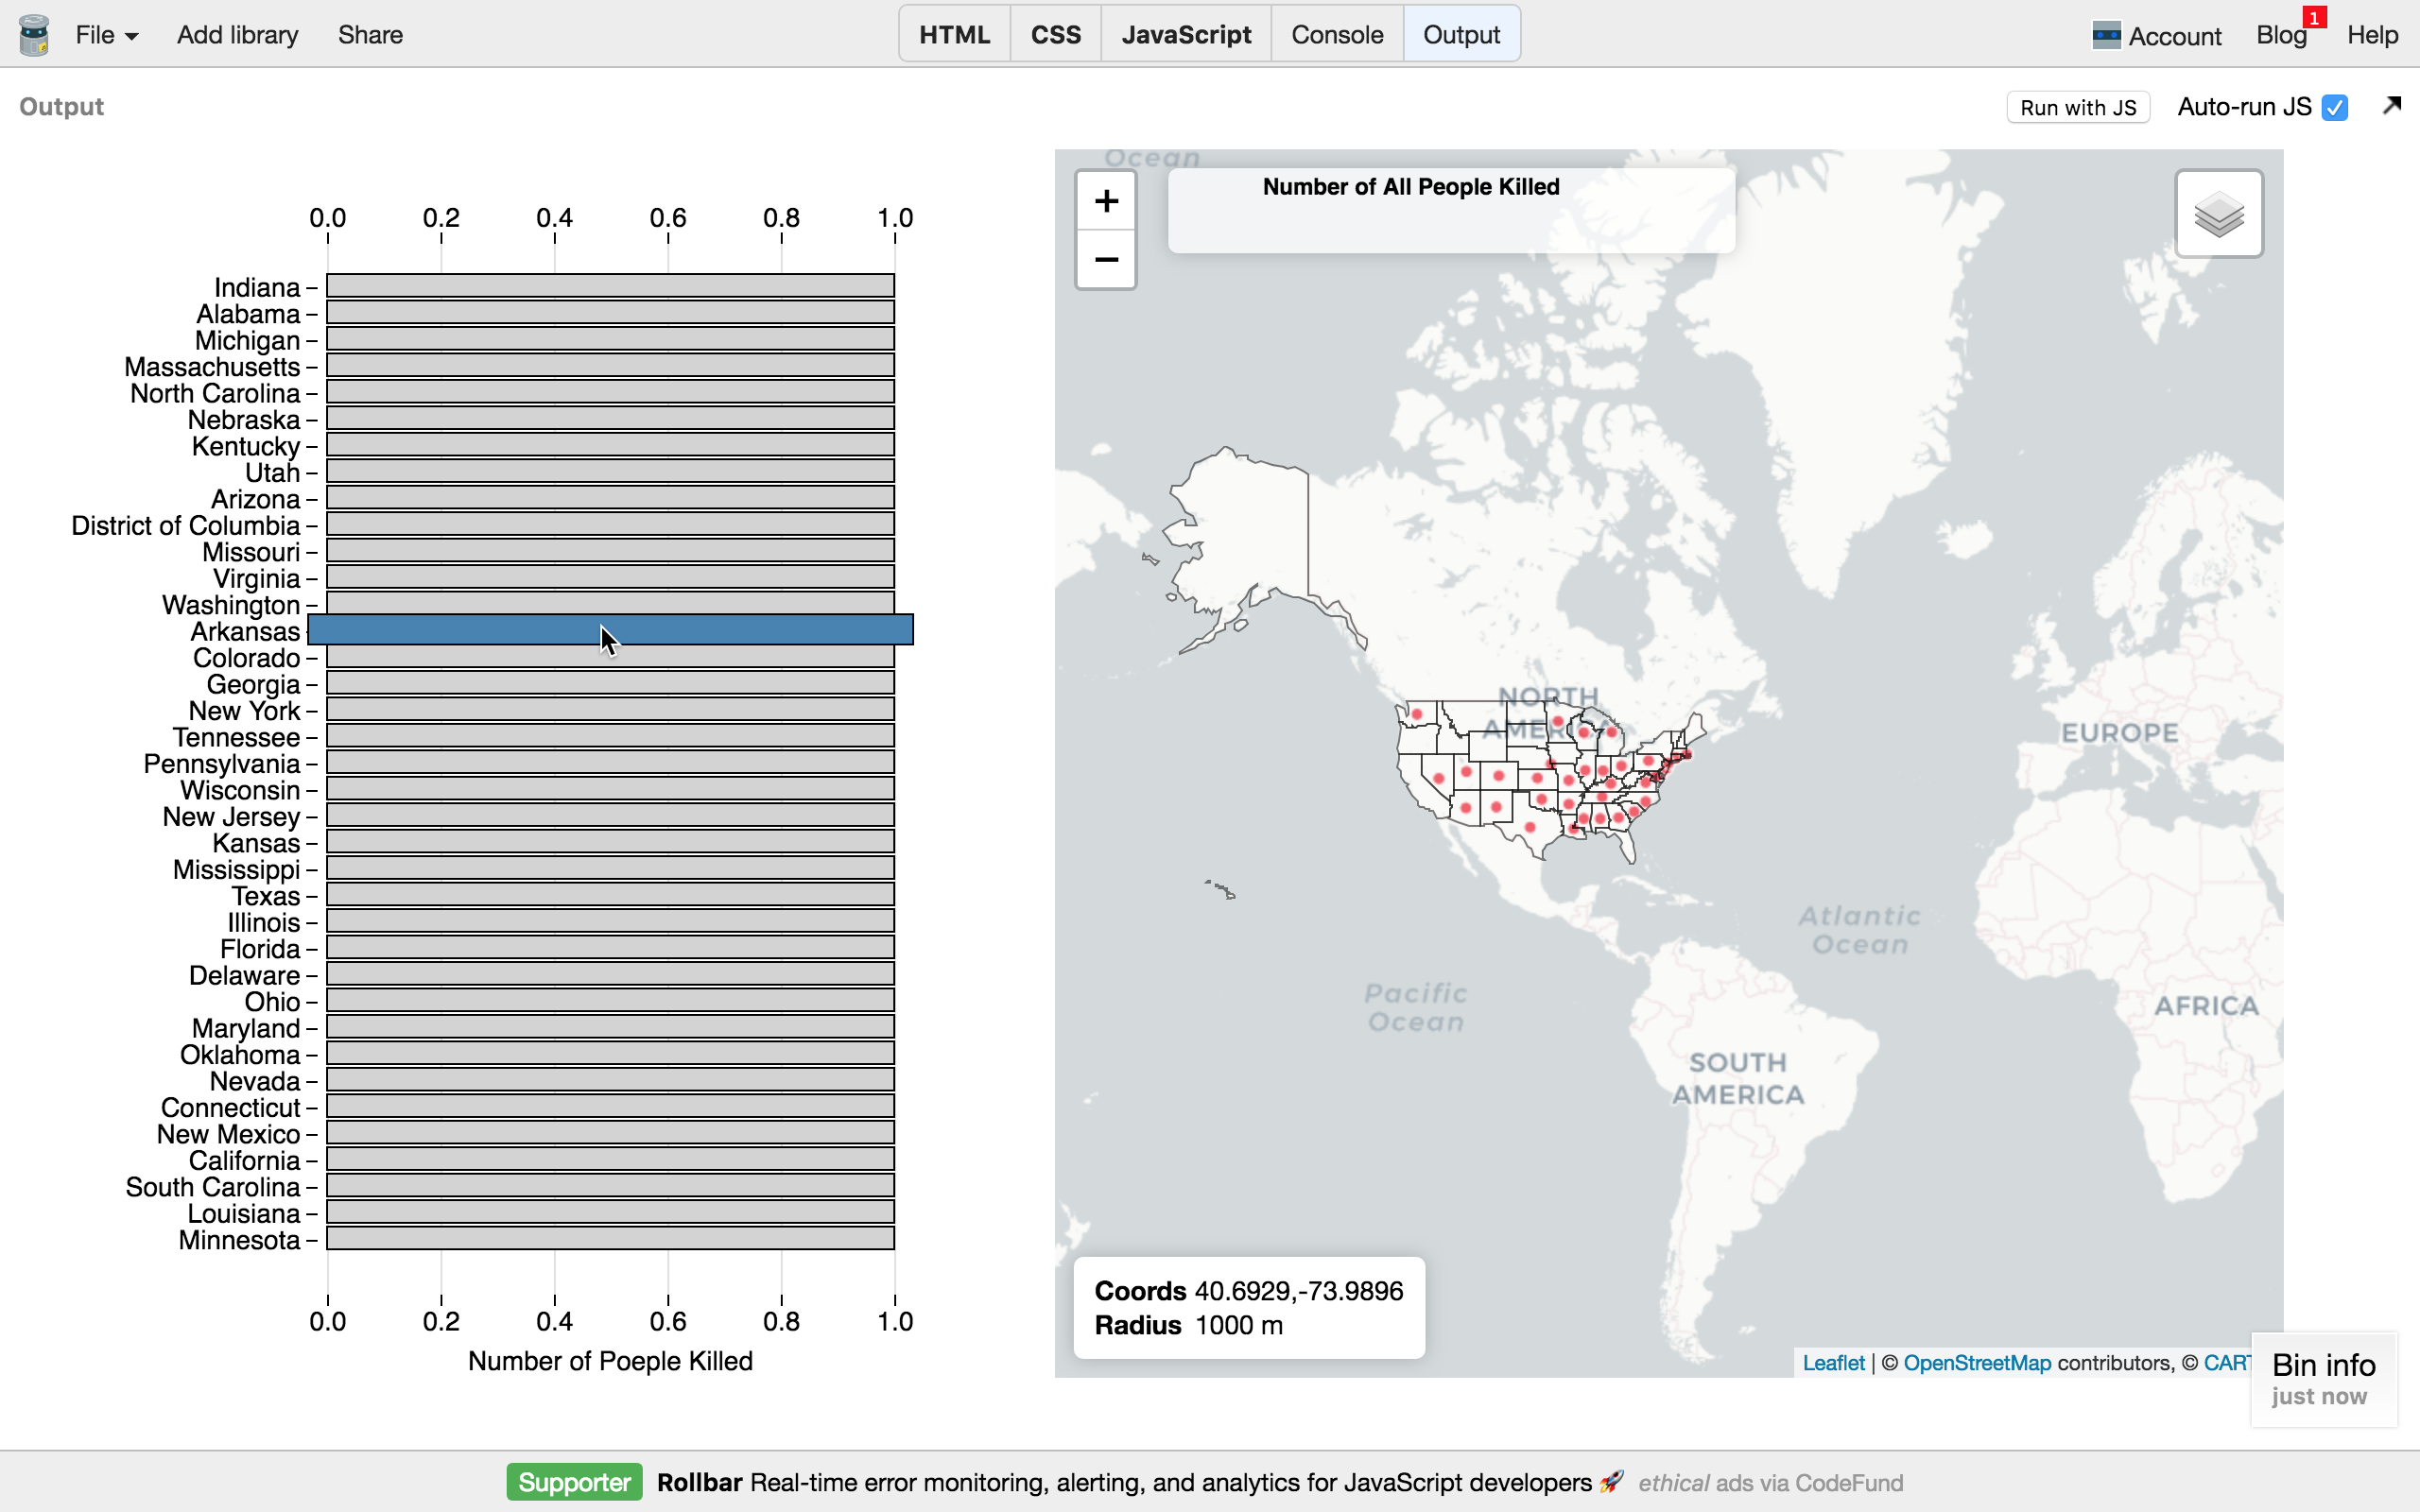 File Add library Share HTML CSS JavaScript Console Output Account Blog 1 Help
Output Run with JS Auto-run JS
0.0 0.2 0.4 0.6 0.8 1.0
Indiana
Alabama
Michigan
Massachusetts
North Carolina
Nebraska
Kentucky
Utah
Arizona
District of Columbia
Missouri
Virginia
Washington
Arkansas
Colorado
Georgia
New York
Tennessee
Pennsylvania
Wisconsin
New Jersey
Kansas
Mississippi
Texas
Illinois
Florida
Delaware
Ohio
Maryland
Oklahoma
Nevada
Connecticut
New Mexico
California
South Carolina
Louisiana
Minnesota
0.0 0.2 0.4 0.6 0.8 1.0
Number of Poeple Killed
Ocean
+
−
Number of All People Killed
NORTH
AMERICA
EUROPE
Atlantic
Ocean
Pacific
Ocean
AFRICA
SOUTH
AMERICA
Coords 40.6929,-73.9896
Radius 1000 m
Leaflet | © OpenStreetMap contributors, © CART
Bin info
just now
Supporter Rollbar Real-time error monitoring, alerting, and analytics for JavaScript developers 🚀 ethical ads via CodeFund